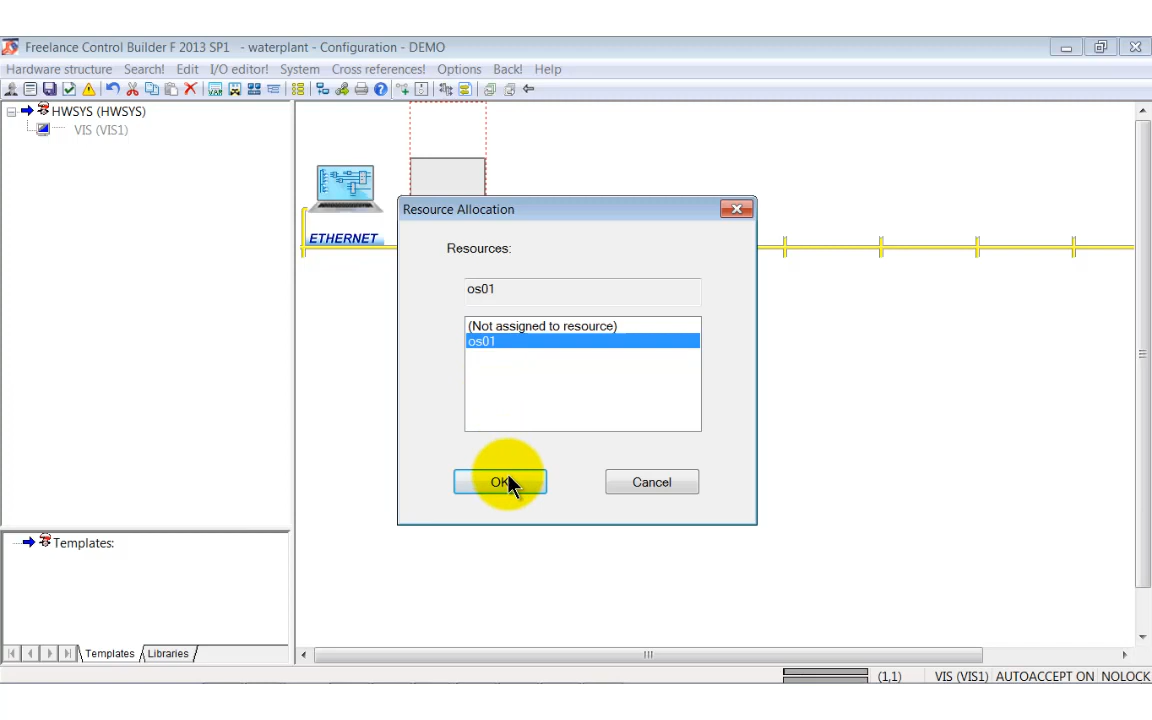 Freelance Control Builder F 2013 SP1 - waterplant - Configuration - DEMO
Hardware structure Search! Edit I/O editor! System Cross references! Options Back! Help
HWSYS (HWSYS)
VIS (VIS1)
ETHERNET
Resource Allocation
Resources:
os01
(Not assigned to resource)
os01
OK
Cancel
Templates:
Templates Libraries
(1,1) VIS (VIS1) AUTOACCEPT ON NOLOCK